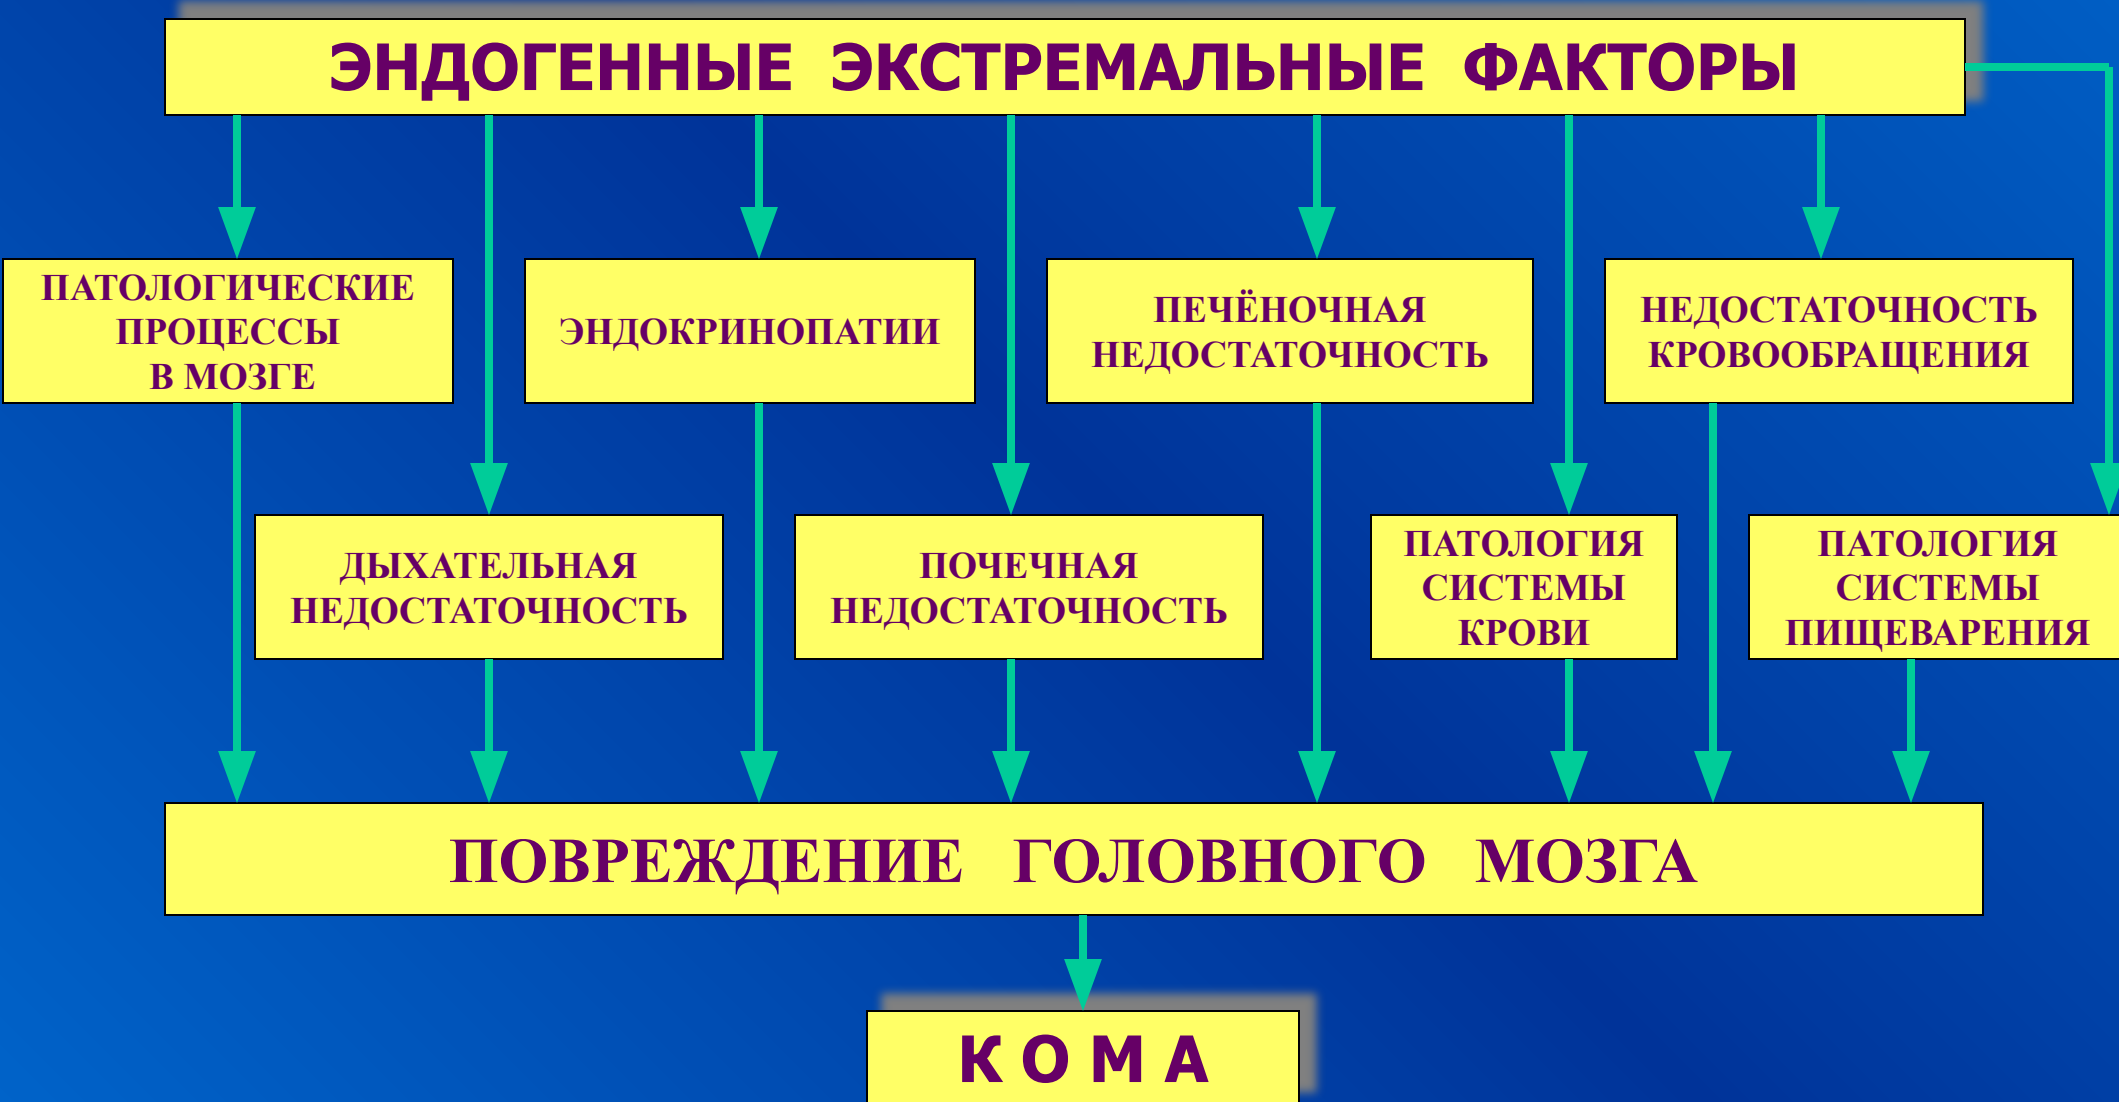 ЭНДОГЕННЫЕ ЭКСТРЕМАЛЬНЫЕ ФАКТОРЫ
ПАТОЛОГИЧЕСКИЕ
ПРОЦЕССЫ
В МОЗГЕ
ЭНДОКРИНОПАТИИ
ПЕЧЁНОЧНАЯ
НЕДОСТАТОЧНОСТЬ
НЕДОСТАТОЧНОСТЬ
КРОВООБРАЩЕНИЯ
ДЫХАТЕЛЬНАЯ
НЕДОСТАТОЧНОСТЬ
ПОЧЕЧНАЯ
НЕДОСТАТОЧНОСТЬ
ПАТОЛОГИЯ
СИСТЕМЫ
КРОВИ
ПАТОЛОГИЯ
СИСТЕМЫ
ПИЩЕВАРЕНИЯ
ПОВРЕЖДЕНИЕ ГОЛОВНОГО МОЗГА
К О М А